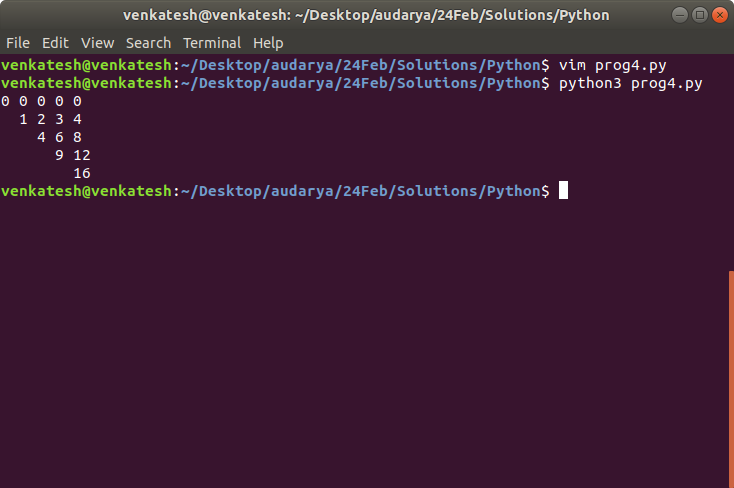 venkatesh@venkatesh: ~/Desktop/audarya/24Feb/Solutions/Python
File Edit View Search Terminal Help
venkatesh@venkatesh:~/Desktop/audarya/24Feb/Solutions/Python$ vim prog4.py
venkatesh@venkatesh:~/Desktop/audarya/24Feb/Solutions/Python$ python3 prog4.py
0 0 0 0 0
  1 2 3 4
    4 6 8
      9 12
        16
venkatesh@venkatesh:~/Desktop/audarya/24Feb/Solutions/Python$